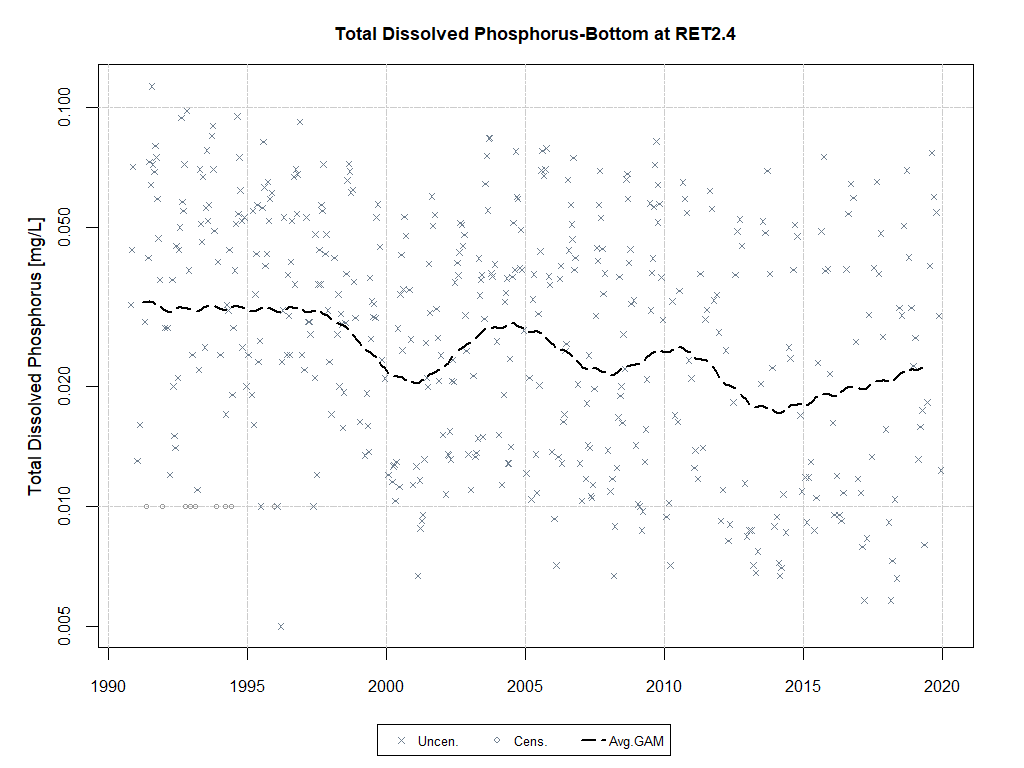 Total Dissolved Phosphorus-Bottom at RET2.4
Total Dissolved Phosphorus [mg/L]
0.100
0.050
0.020
0.010
0.005
1990 1995 2000 2005 2010 2015 2020
Uncen. Cens. Avg.GAM